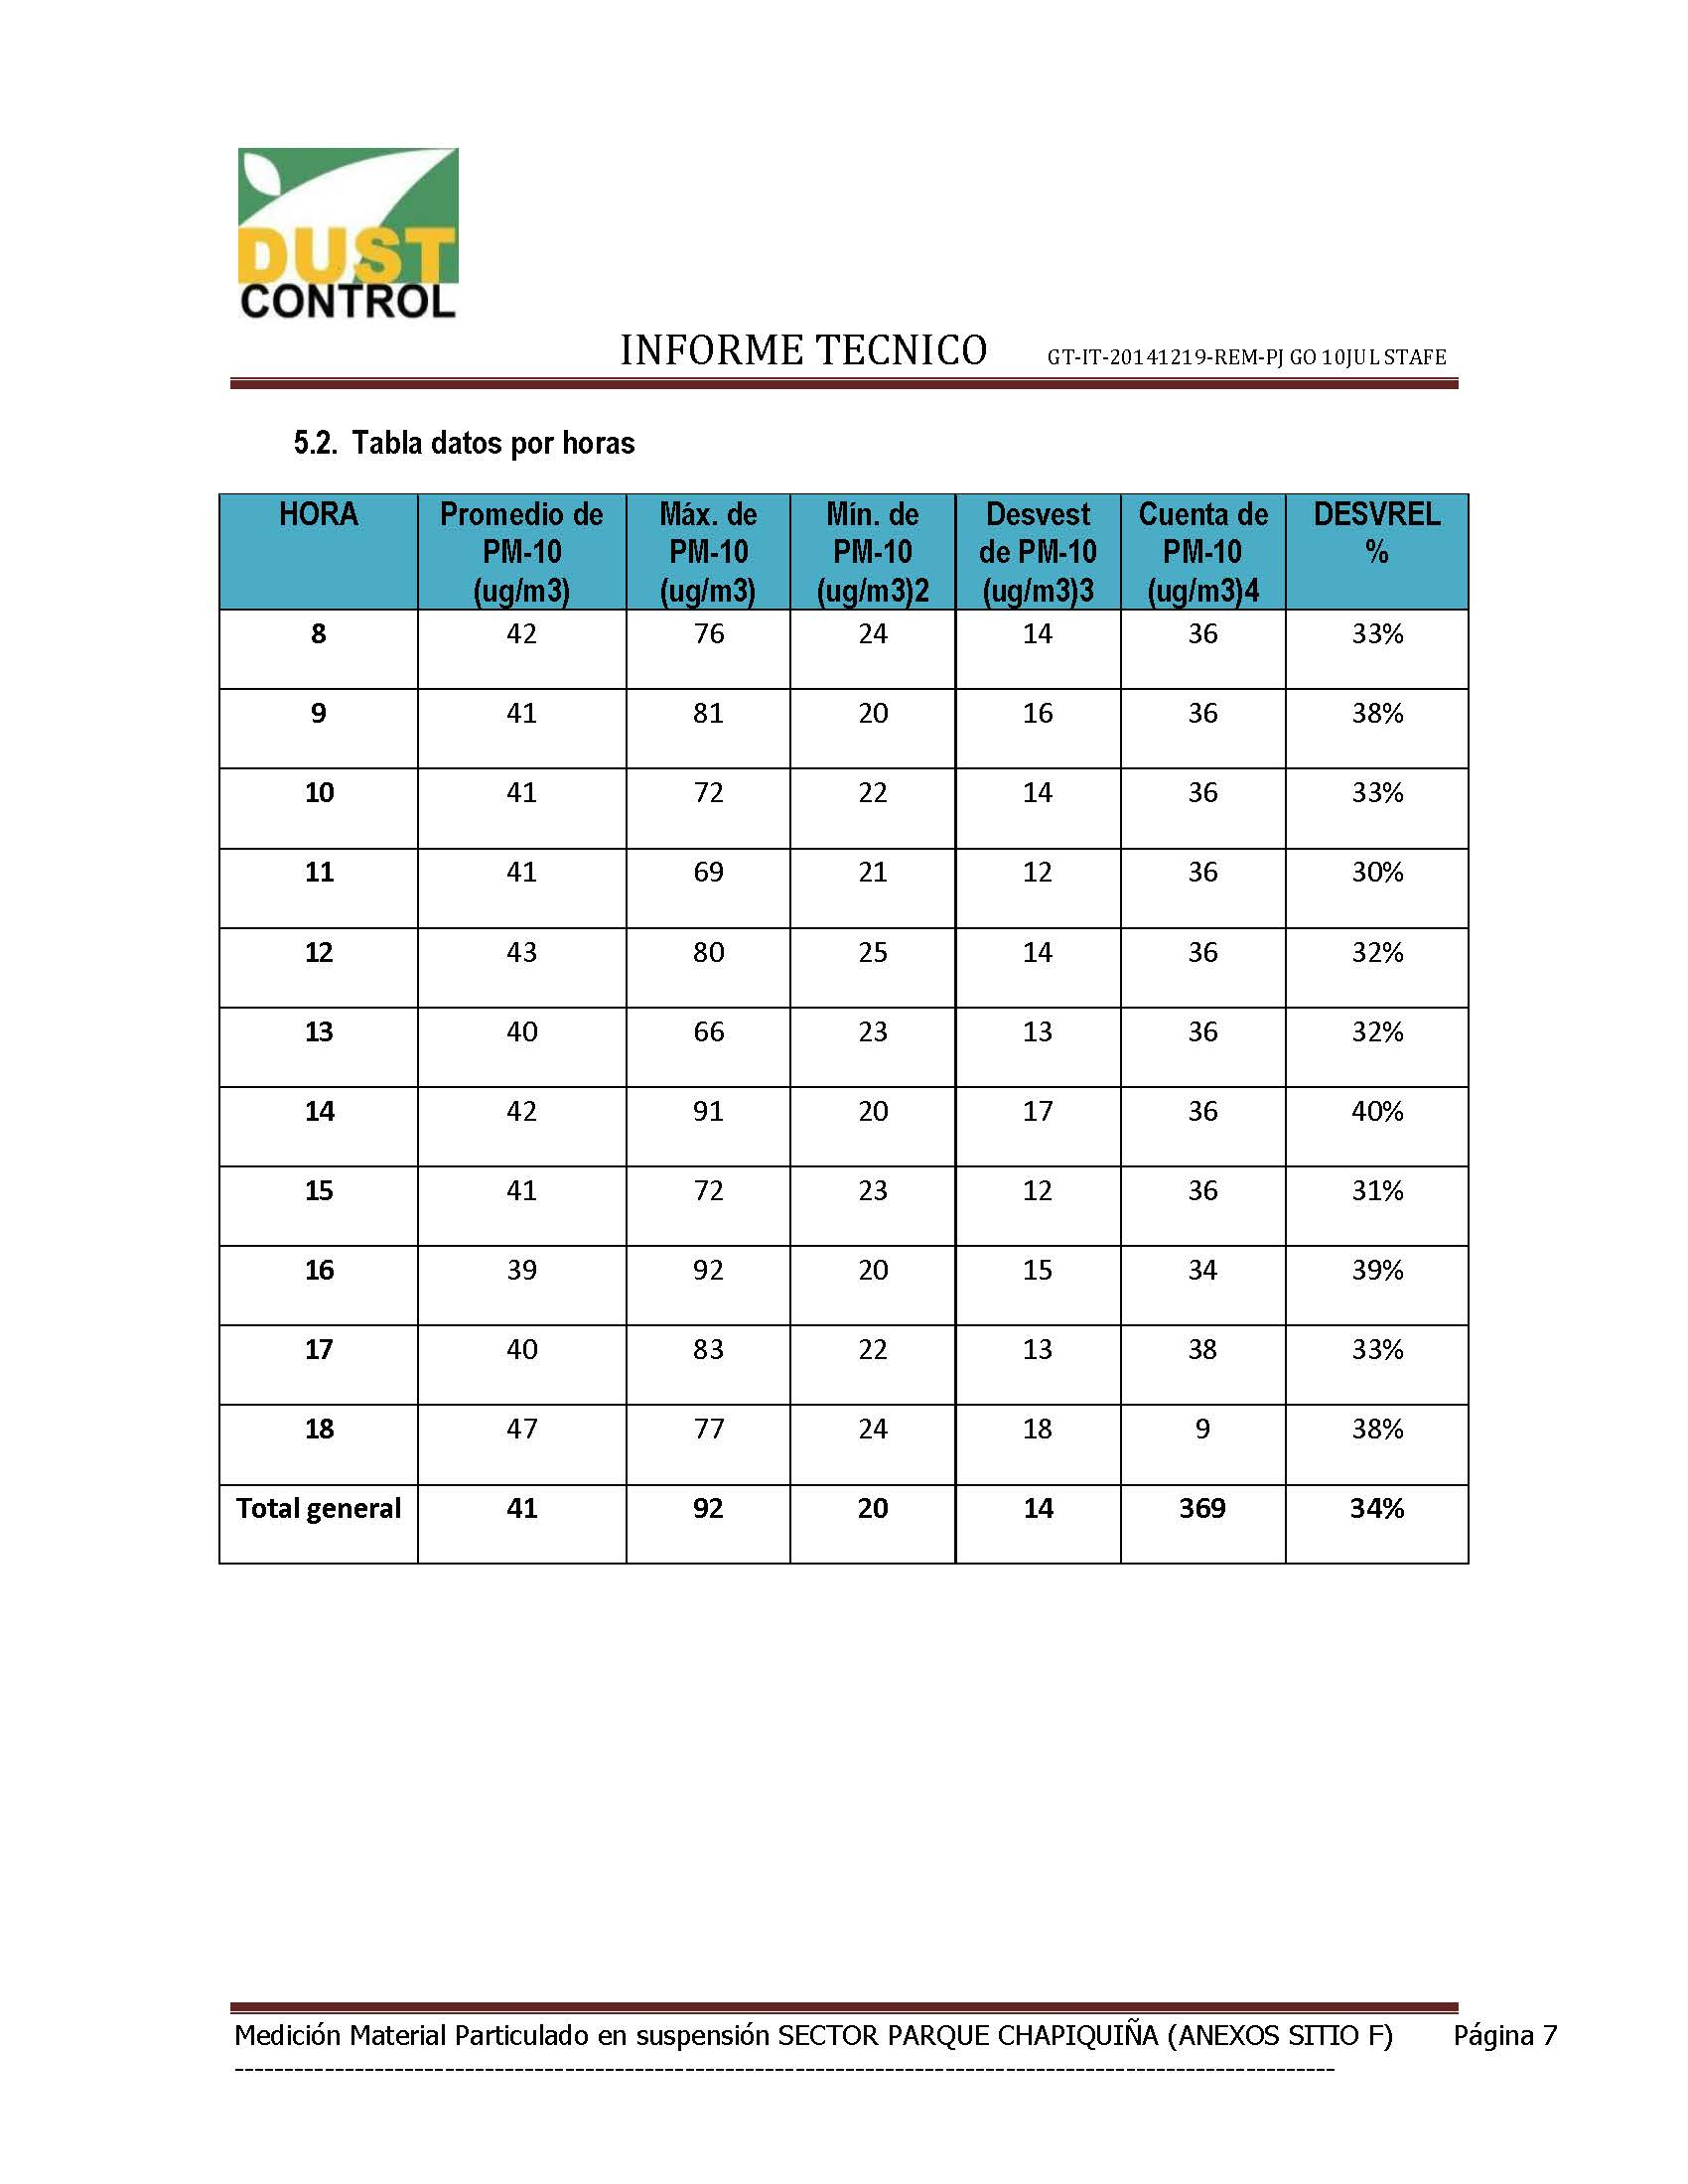 DUST
CONTROL
INFORME TECNICO GT-IT-20141219-REM-PJ GO 10JUL STAFE
5.2. Tabla datos por horas
HORA Promedio de PM-10 (ug/m3) Máx. de PM-10 (ug/m3) Mín. de PM-10 (ug/m3)2 Desvest de PM-10 (ug/m3)3 Cuenta de PM-10 (ug/m3)4 DESVREL %
8 42 76 24 14 36 33%
9 41 81 20 16 36 38%
10 41 72 22 14 36 33%
11 41 69 21 12 36 30%
12 43 80 25 14 36 32%
13 40 66 23 13 36 32%
14 42 91 20 17 36 40%
15 41 72 23 12 36 31%
16 39 92 20 15 34 39%
17 40 83 22 13 38 33%
18 47 77 24 18 9 38%
Total general 41 92 20 14 369 34%
Medición Material Particulado en suspensión SECTOR PARQUE CHAPIQUIÑA (ANEXOS SITIO F) Página 7